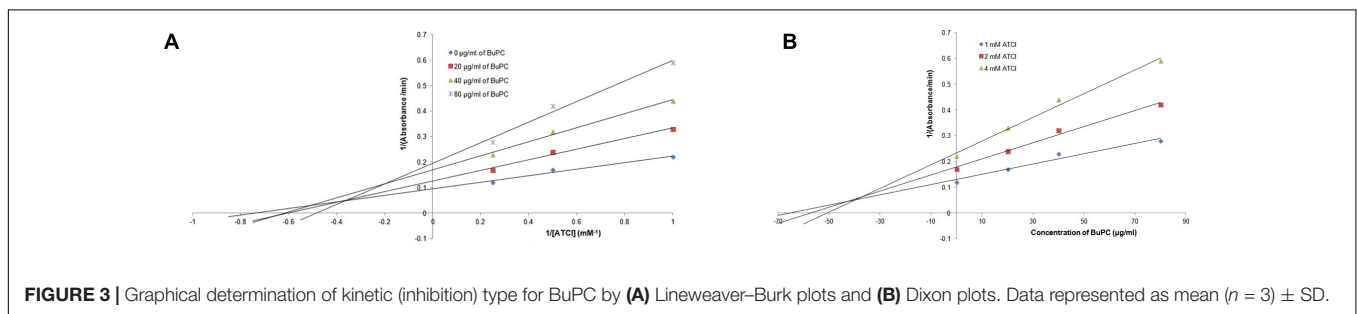 A
0 µg/ml of BuPC
20 µg/ml of BuPC
40 µg/ml of BuPC
80 µg/ml of BuPC
1/(Absorbance /min)
0.7
0.6
0.5
0.4
0.3
0.2
0.1
0
-0.1
-1 -0.8 -0.6 -0.4 -0.2 0 0.2 0.4 0.6 0.8 1
1/[ATCI] (mM-1)
B
1 mM ATCI
2 mM ATCI
4 mM ATCI
1/(Absorbance/min)
0.7
0.6
0.5
0.4
0.3
0.2
0.1
0
-0.1
-70 -50 -30 -10 10 30 50 70 90
Concentration of BuPC (µg/ml)
FIGURE 3 | Graphical determination of kinetic (inhibition) type for BuPC by (A) Lineweaver–Burk plots and (B) Dixon plots. Data represented as mean (n = 3) ± SD.